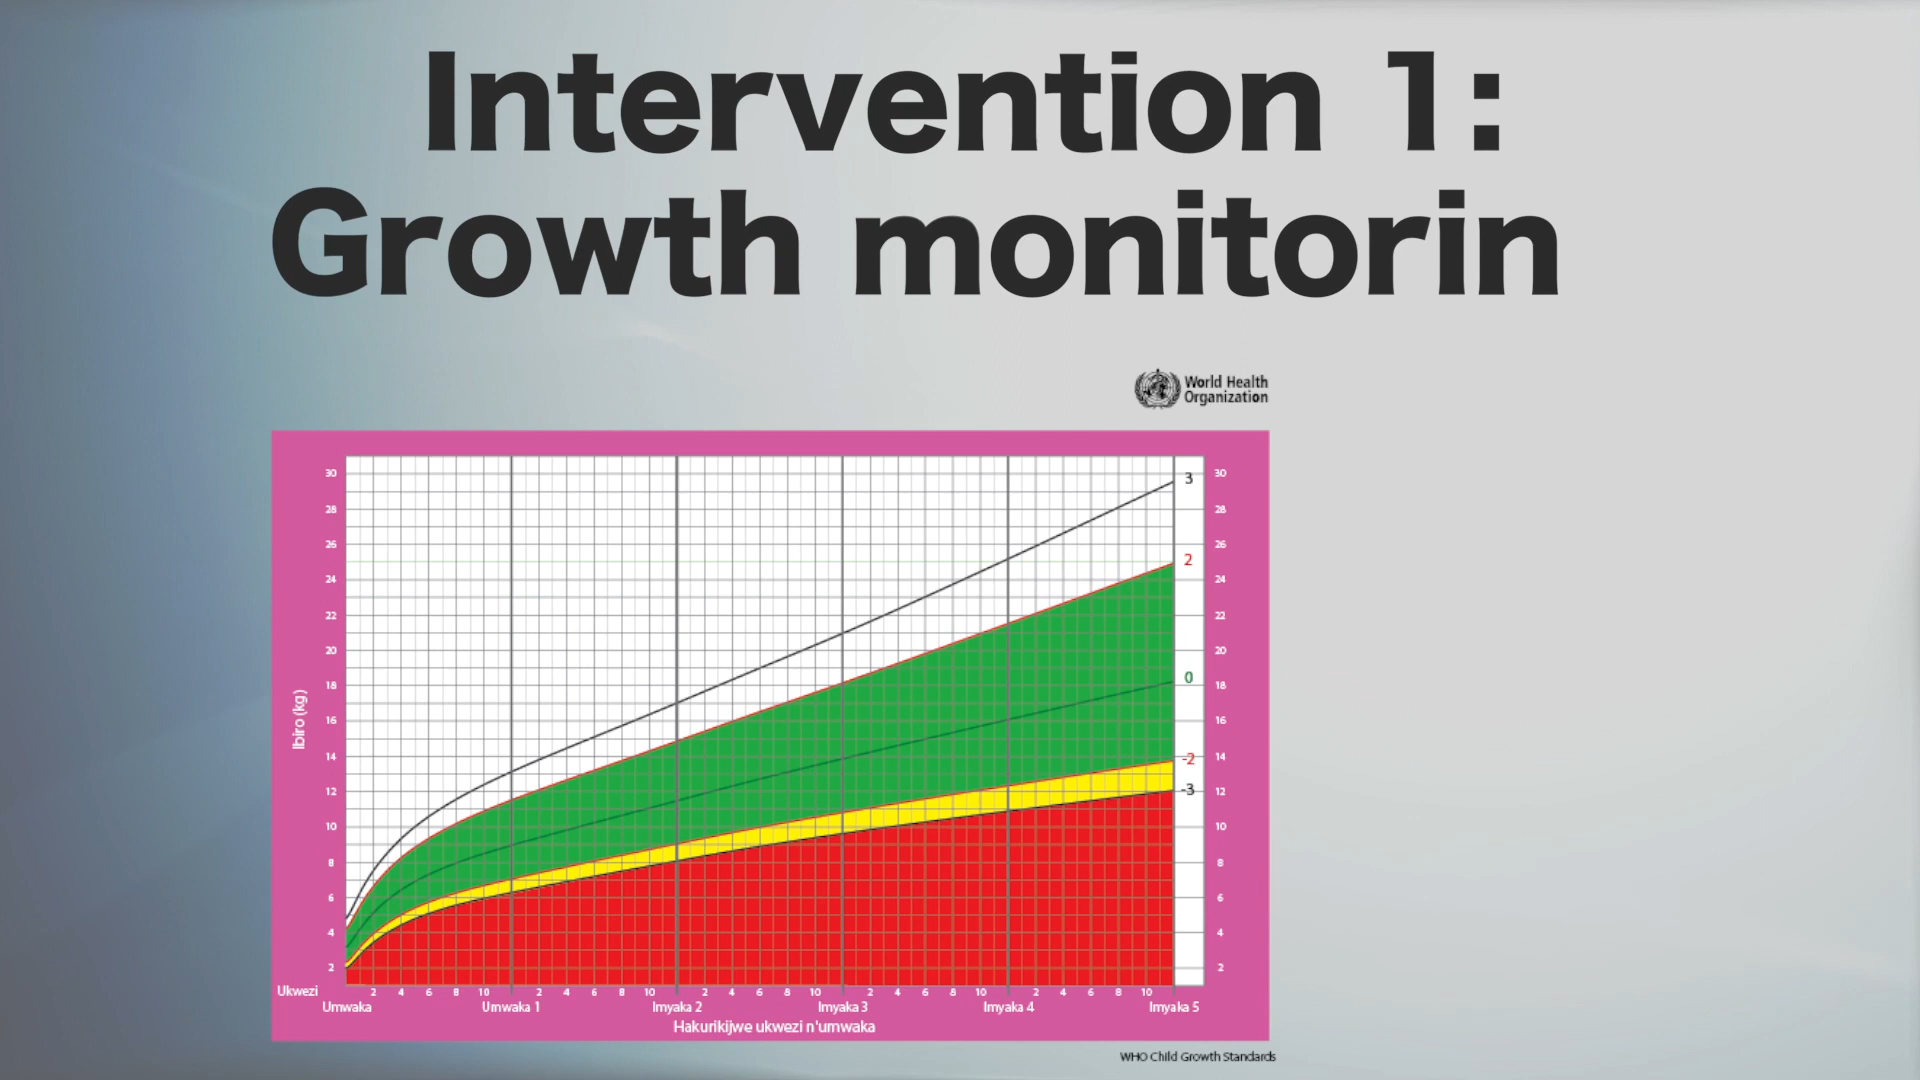 Intervention 1:
Growth monitorin
World Health
Organization
30 30
28 28
26 26
24 24
22 22
20 20
18 18
16 16
14 14
12 12
10 10
8 8
6 6
4 4
2 2
3
2
0
-2
-3
Ibiro (kg)
Ukwezi 2 4 6 8 10 2 4 6 8 10 2 4 6 8 10 2 4 6 8 10 2 4 6 8 10
Umwaka Umwaka 1 Imyaka 2 Imyaka 3 Imyaka 4 Imyaka 5
Hakurikijwe ukwezi n'umwaka
WHO Child Growth Standards